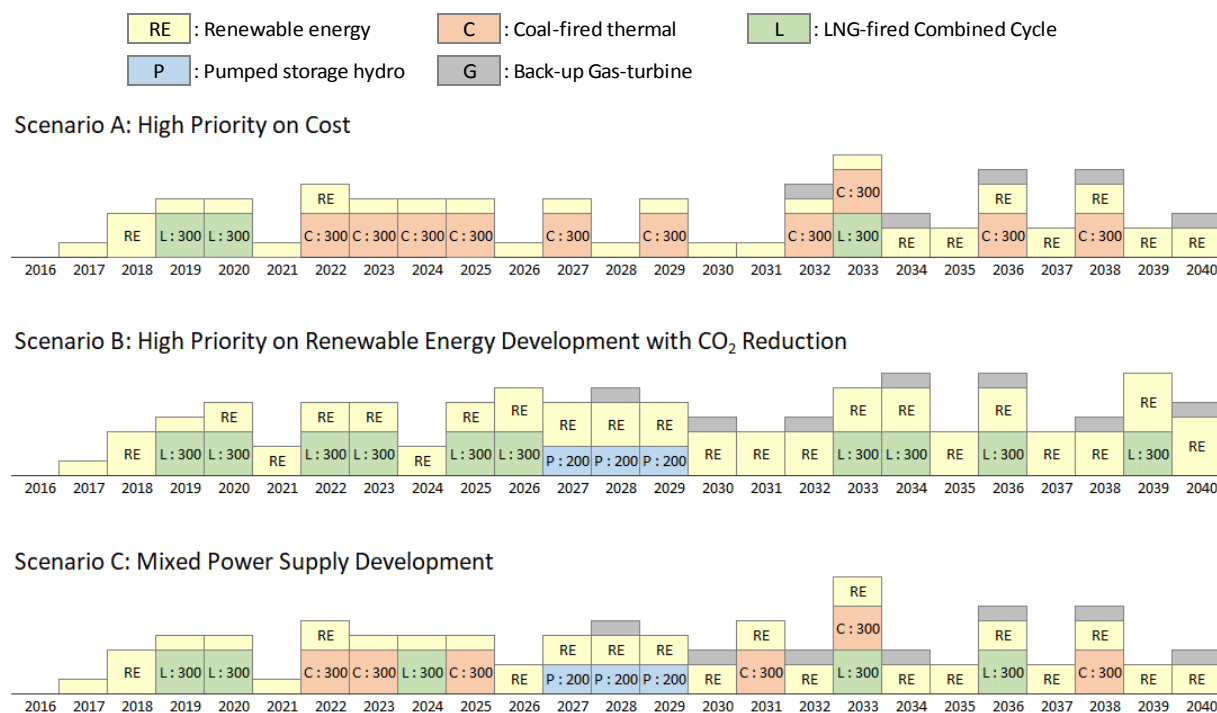 RE : Renewable energy C : Coal-fired thermal L : LNG-fired Combined Cycle
P : Pumped storage hydro G : Back-up Gas-turbine
Scenario A: High Priority on Cost
C : 300
RE RE RE
RE L : 300 L : 300 C : 300 C : 300 C : 300 C : 300 C : 300 C : 300 C : 300 L : 300 RE RE C : 300 RE C : 300 RE RE
2016 2017 2018 2019 2020 2021 2022 2023 2024 2025 2026 2027 2028 2029 2030 2031 2032 2033 2034 2035 2036 2037 2038 2039 2040
Scenario B: High Priority on Renewable Energy Development with CO2 Reduction
RE RE RE RE RE RE RE RE RE RE RE RE RE
RE L : 300 L : 300 RE L : 300 L : 300 RE L : 300 L : 300 P : 200 P : 200 P : 200 RE RE RE L : 300 L : 300 RE L : 300 RE RE L : 300 RE
2016 2017 2018 2019 2020 2021 2022 2023 2024 2025 2026 2027 2028 2029 2030 2031 2032 2033 2034 2035 2036 2037 2038 2039 2040
Scenario C: Mixed Power Supply Development
RE
RE RE RE RE RE C : 300 RE RE
RE L : 300 L : 300 C : 300 C : 300 L : 300 C : 300 RE P : 200 P : 200 P : 200 RE C : 300 RE L : 300 RE RE L : 300 RE C : 300 RE RE
2016 2017 2018 2019 2020 2021 2022 2023 2024 2025 2026 2027 2028 2029 2030 2031 2032 2033 2034 2035 2036 2037 2038 2039 2040